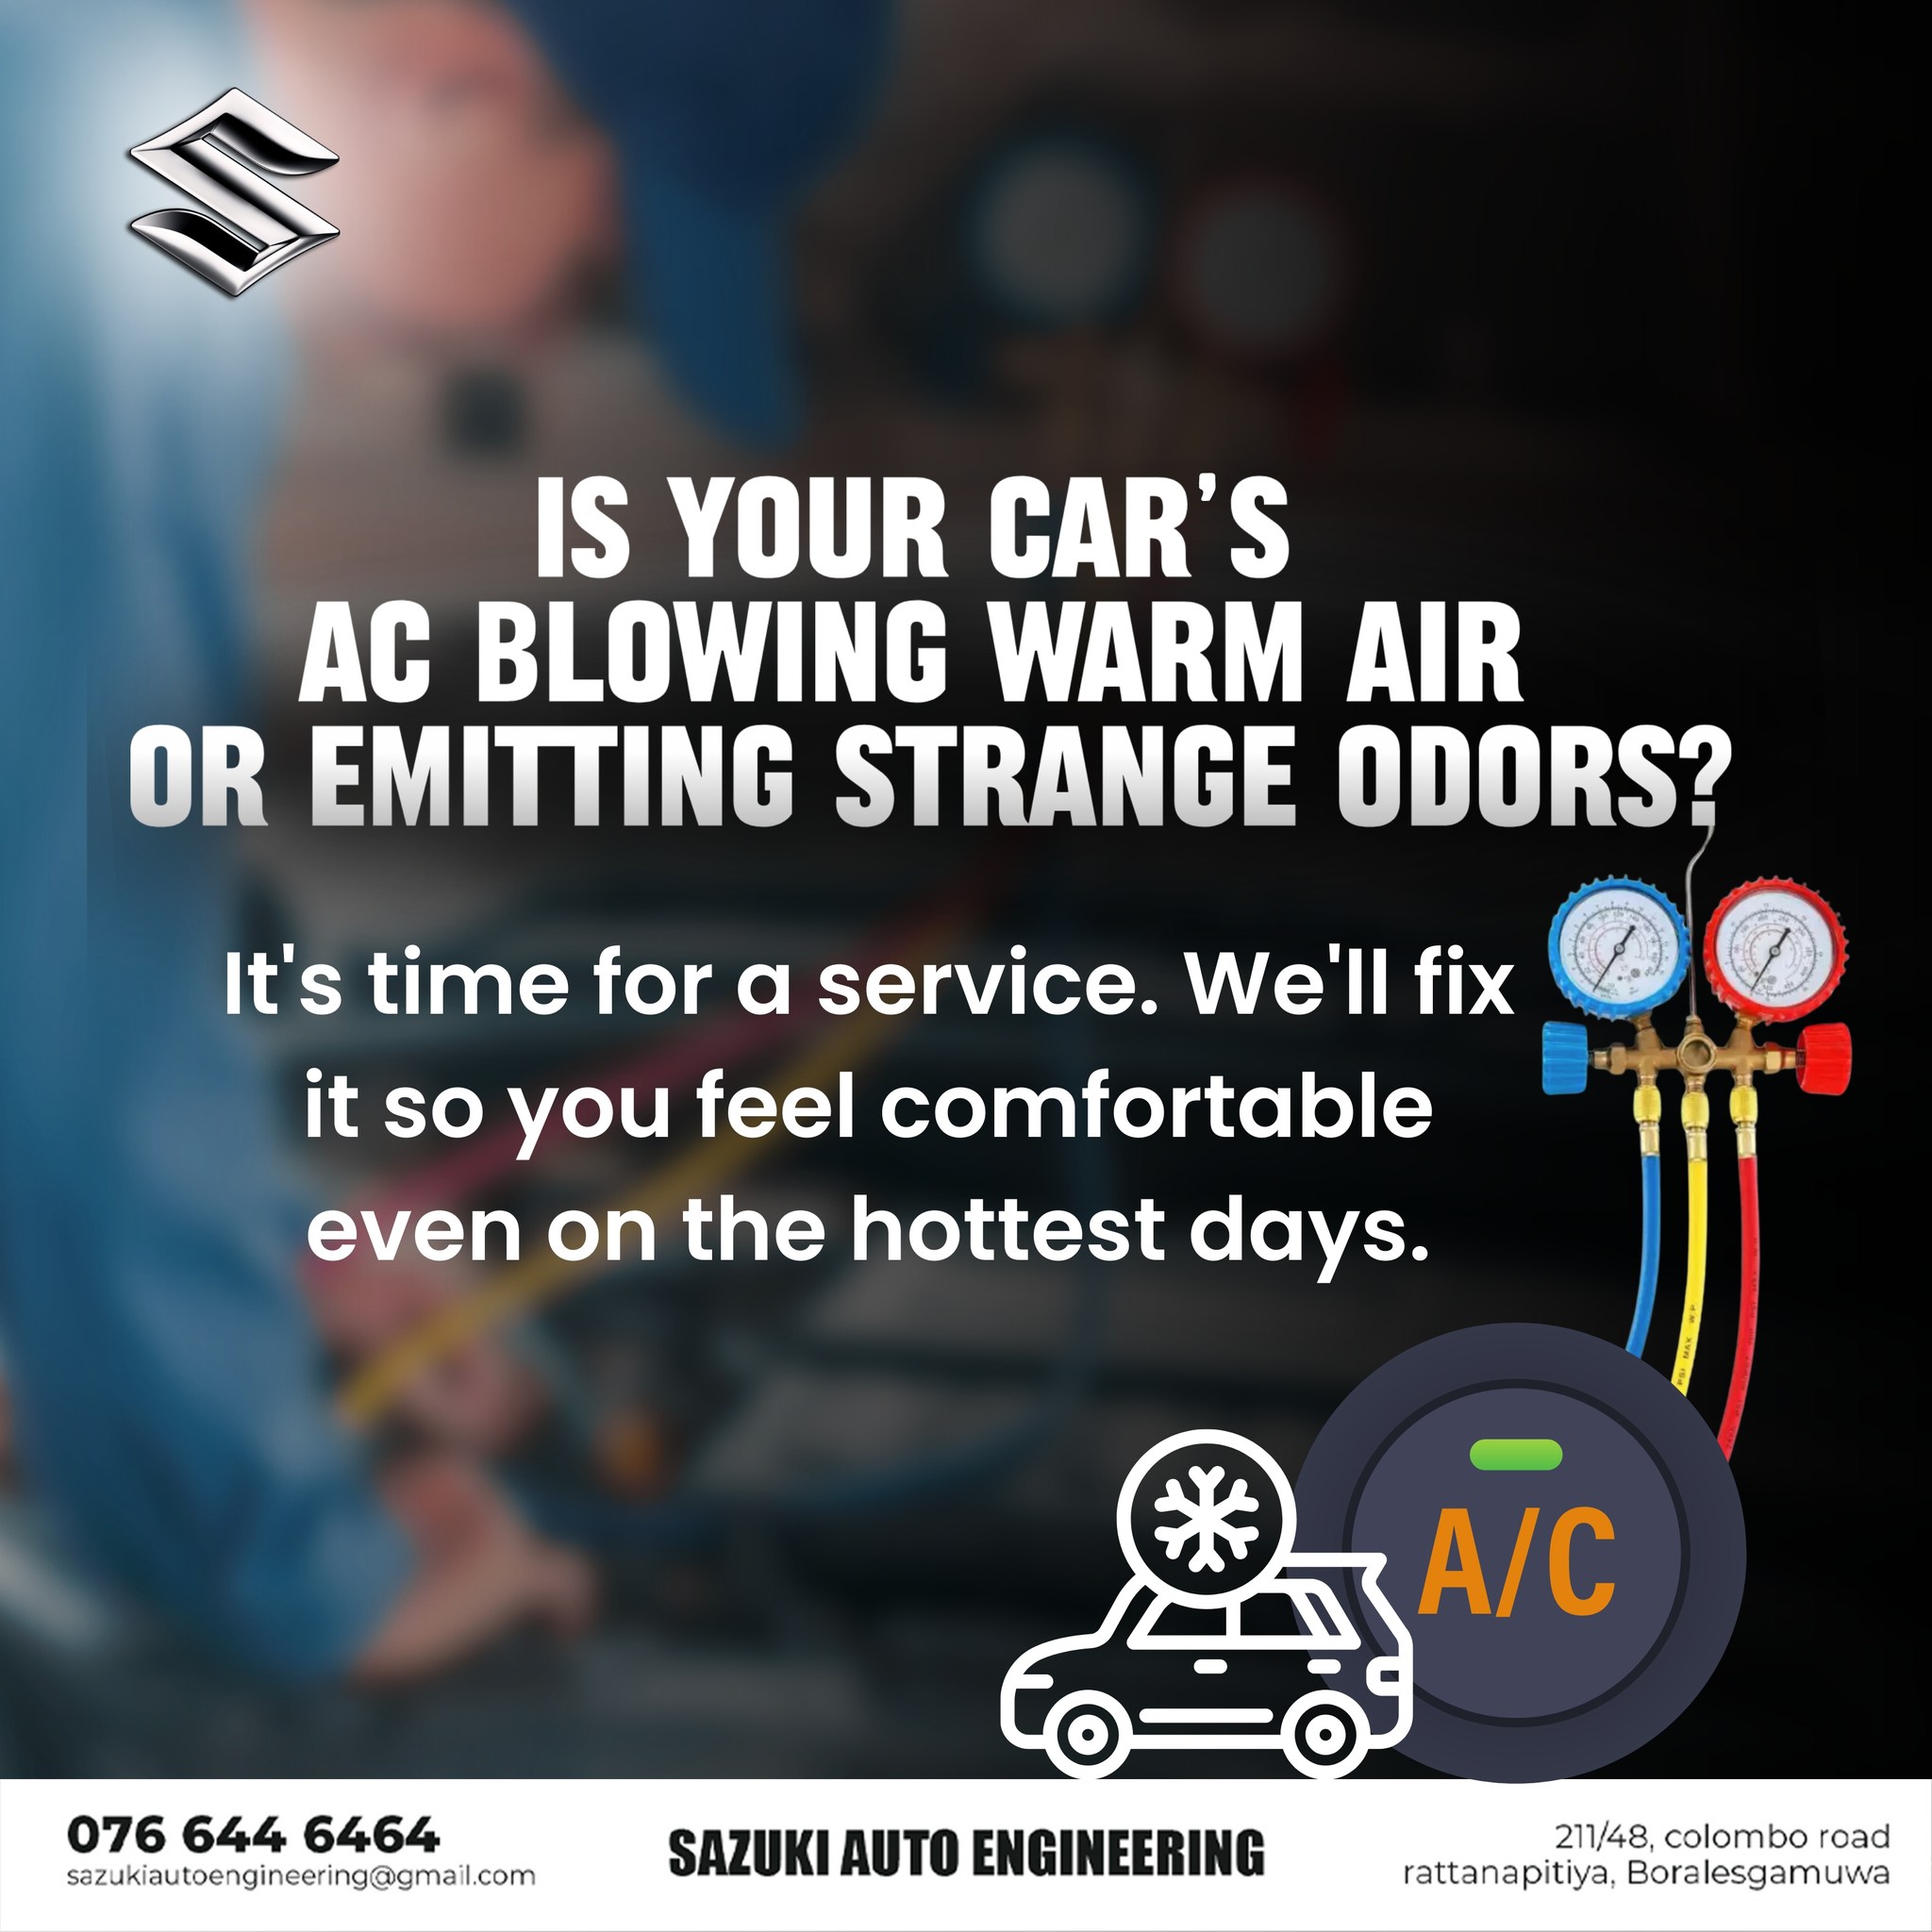 IS YOUR CAR'S
AC BLOWING WARM AIR
OR EMITTING STRANGE ODORS?
It's time for a service. We'll fix
it so you feel comfortable
even on the hottest days.
A/C
076 644 6464
sazukiautoengineering@gmail.com
SAZUKI AUTO ENGINEERING
211/48, colombo road
rattanapitiya, Boralesgamuwa